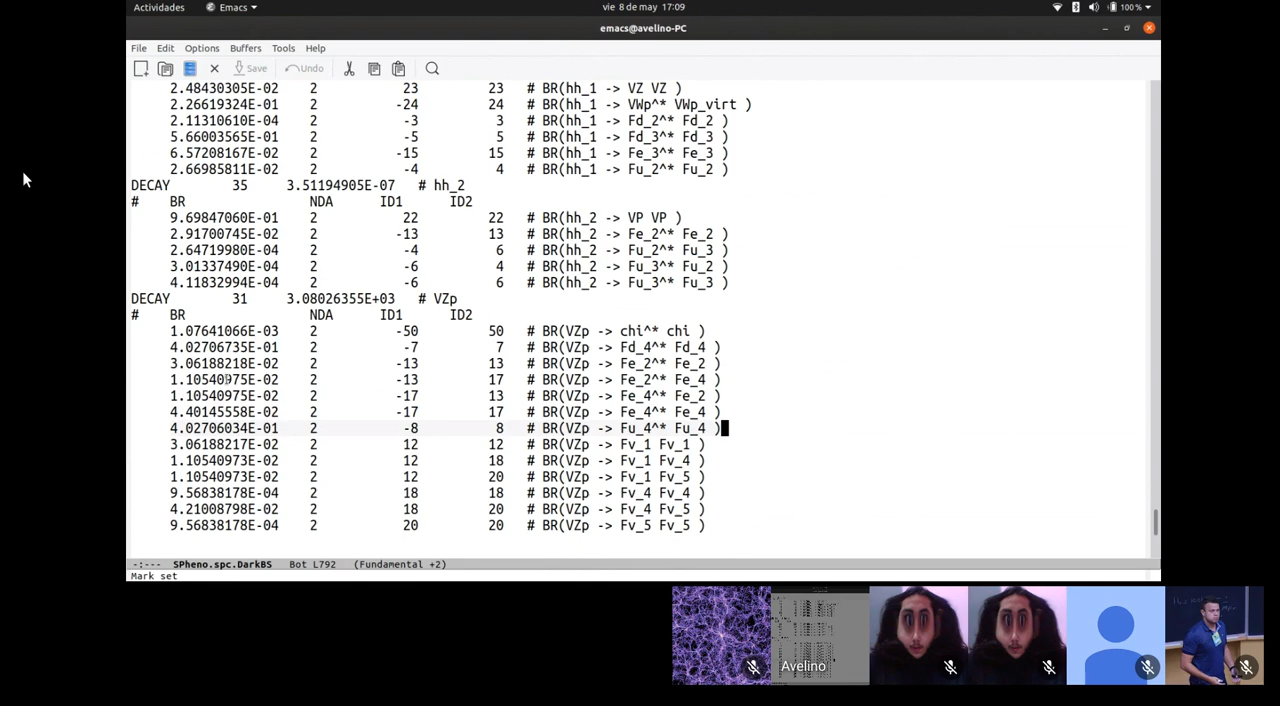 Actividades Emacs vie 8 de may 17:09 100 %
emacs@avelino-PC
File Edit Options Buffers Tools Help
Save Undo
2.48430305E-02 2 23 23 # BR(hh_1 -> VZ VZ )
2.26619324E-01 2 -24 24 # BR(hh_1 -> VWp^* VWp_virt )
2.11310610E-04 2 -3 3 # BR(hh_1 -> Fd_2^* Fd_2 )
5.66003565E-01 2 -5 5 # BR(hh_1 -> Fd_3^* Fd_3 )
6.57208167E-02 2 -15 15 # BR(hh_1 -> Fe_3^* Fe_3 )
2.66985811E-02 2 -4 4 # BR(hh_1 -> Fu_2^* Fu_2 )
DECAY 35 3.51194905E-07 # hh_2
# BR NDA ID1 ID2
9.69847060E-01 2 22 22 # BR(hh_2 -> VP VP )
2.91700745E-02 2 -13 13 # BR(hh_2 -> Fe_2^* Fe_2 )
2.64719980E-04 2 -4 6 # BR(hh_2 -> Fu_2^* Fu_3 )
3.01337490E-04 2 -6 4 # BR(hh_2 -> Fu_3^* Fu_2 )
4.11832994E-04 2 -6 6 # BR(hh_2 -> Fu_3^* Fu_3 )
DECAY 31 3.08026355E+03 # VZp
# BR NDA ID1 ID2
1.07641066E-03 2 -50 50 # BR(VZp -> chi^* chi )
4.02706735E-01 2 -7 7 # BR(VZp -> Fd_4^* Fd_4 )
3.06188218E-02 2 -13 13 # BR(VZp -> Fe_2^* Fe_2 )
1.10540975E-02 2 -13 17 # BR(VZp -> Fe_2^* Fe_4 )
1.10540975E-02 2 -17 13 # BR(VZp -> Fe_4^* Fe_2 )
4.40145558E-02 2 -17 17 # BR(VZp -> Fe_4^* Fe_4 )
4.02706034E-01 2 -8 8 # BR(VZp -> Fu_4^* Fu_4 )
3.06188217E-02 2 12 12 # BR(VZp -> Fv_1 Fv_1 )
1.10540973E-02 2 12 18 # BR(VZp -> Fv_1 Fv_4 )
1.10540973E-02 2 12 20 # BR(VZp -> Fv_1 Fv_5 )
9.56838178E-04 2 18 18 # BR(VZp -> Fv_4 Fv_4 )
4.21008798E-02 2 18 20 # BR(VZp -> Fv_4 Fv_5 )
9.56838178E-04 2 20 20 # BR(VZp -> Fv_5 Fv_5 )
-:--- SPheno.spc.DarkBS Bot L792 (Fundamental +2)
Mark set
Avelino